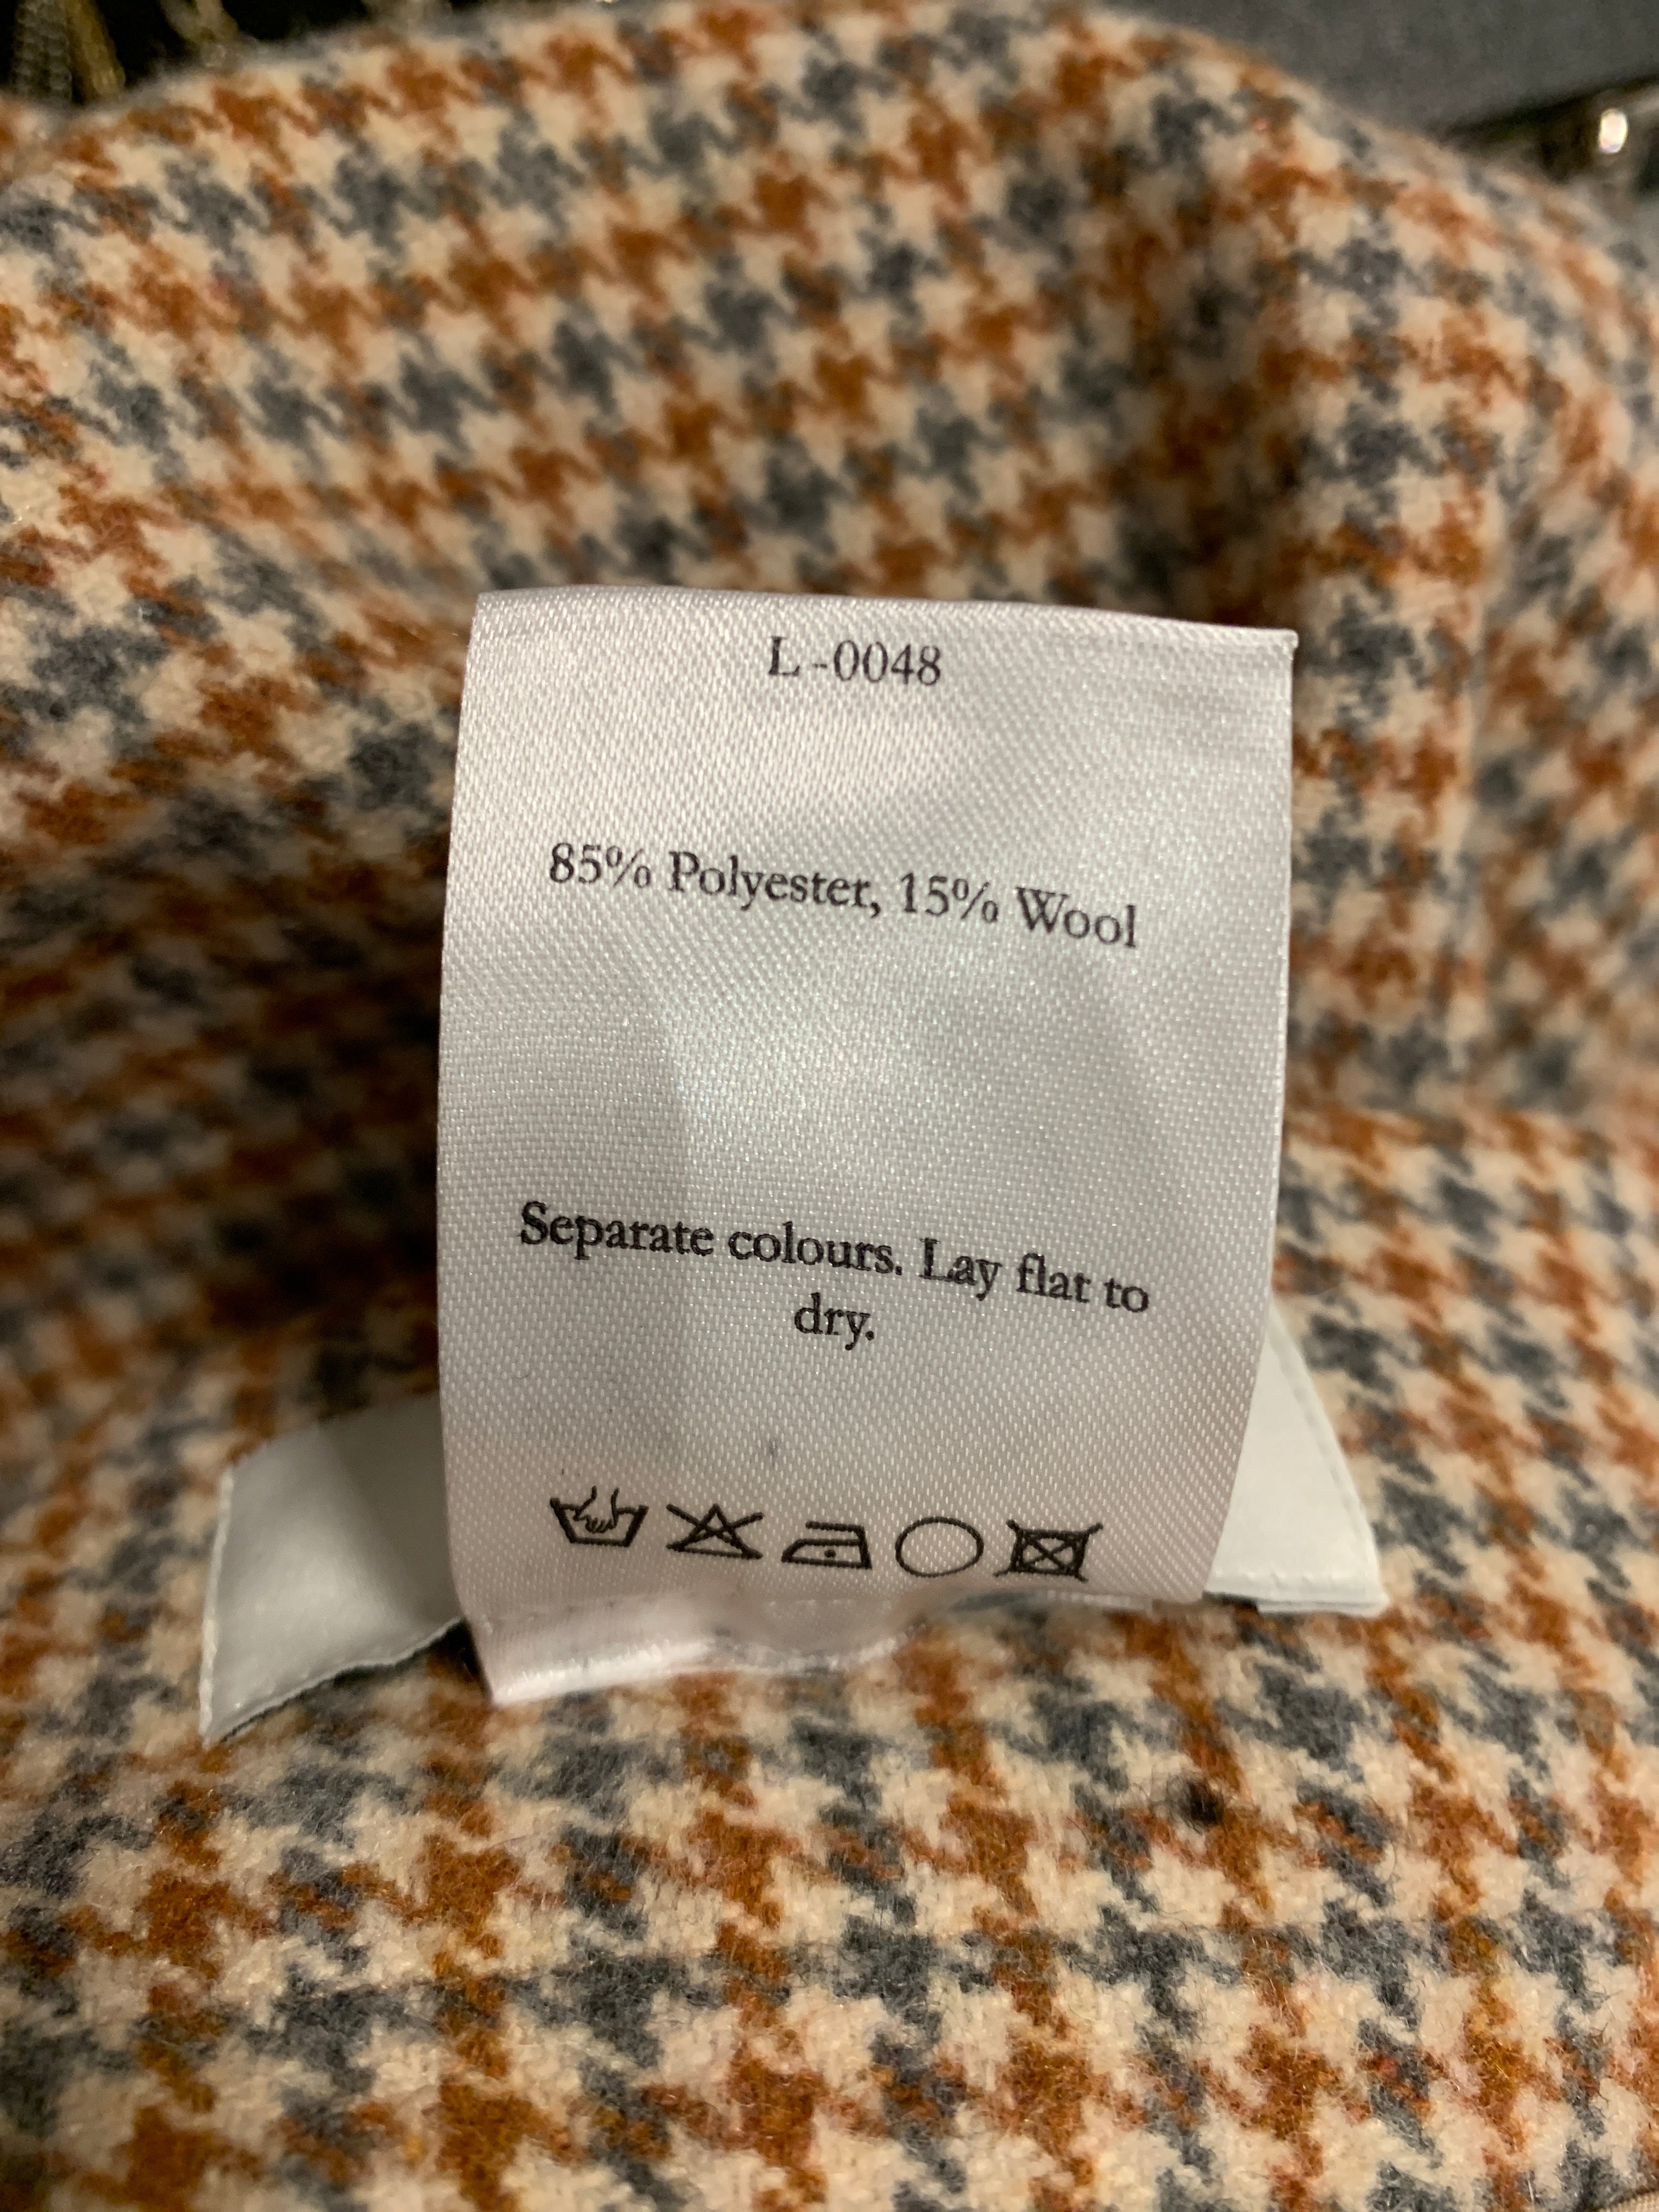 L-0048
85% Polyester, 15% Wool
Separate colours. Lay flat to
dry.